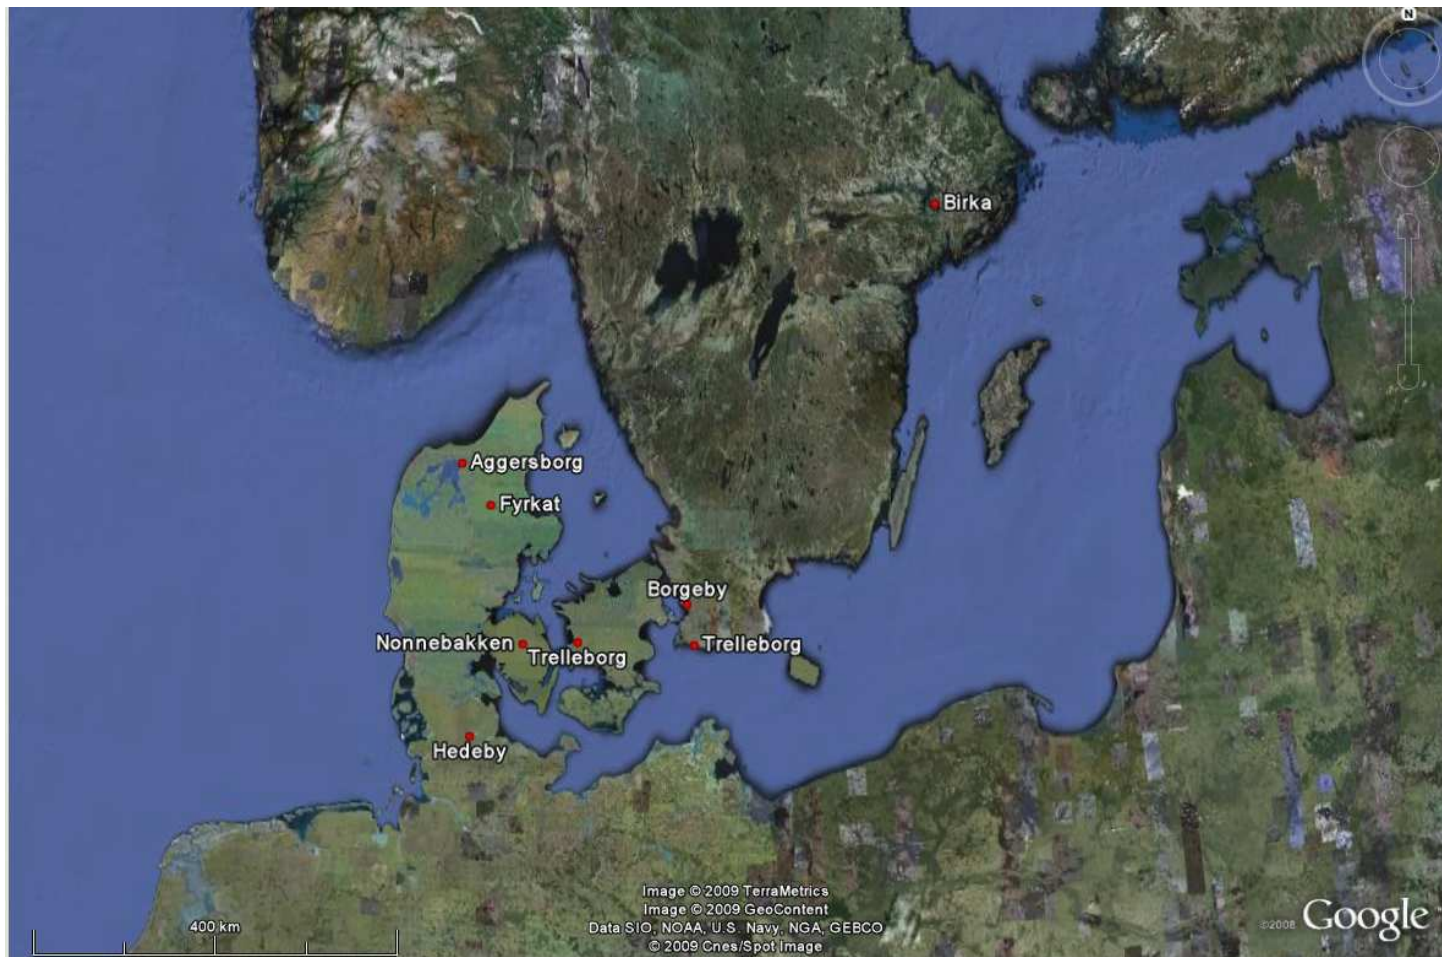 N
Birka
Aggersborg
Fyrkat
Borgeby
Nonnebakken
Trelleborg
Trelleborg
Hedeby
400 km
Image © 2009 TerraMetrics
Image © 2009 GeoContent
Data SIO, NOAA, U.S. Navy, NGA, GEBCO
© 2009 Cnes/Spot Image
©2008 Google